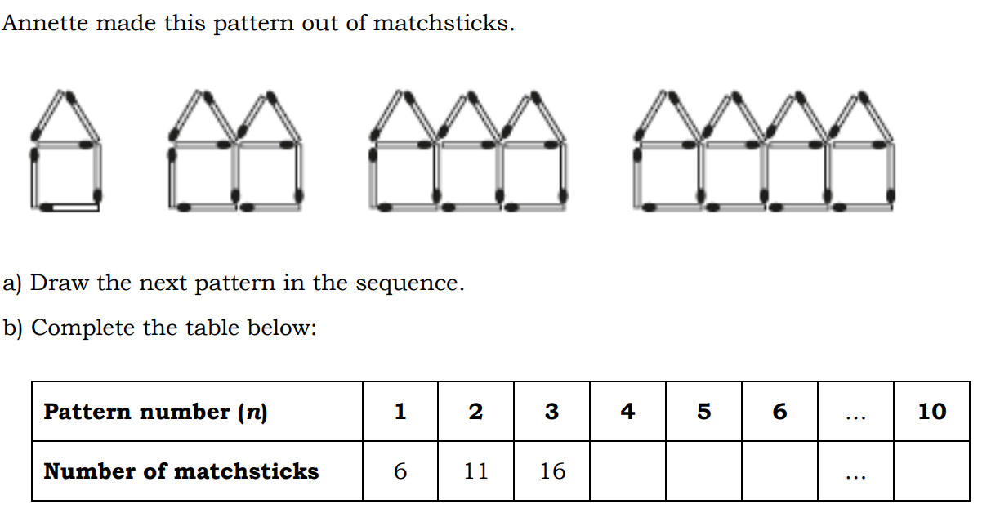 Annette made this pattern out of matchsticks.
a) Draw the next pattern in the sequence.
b) Complete the table below:
Pattern number (n) 1 2 3 4 5 6 ... 10
Number of matchsticks 6 11 16 ...